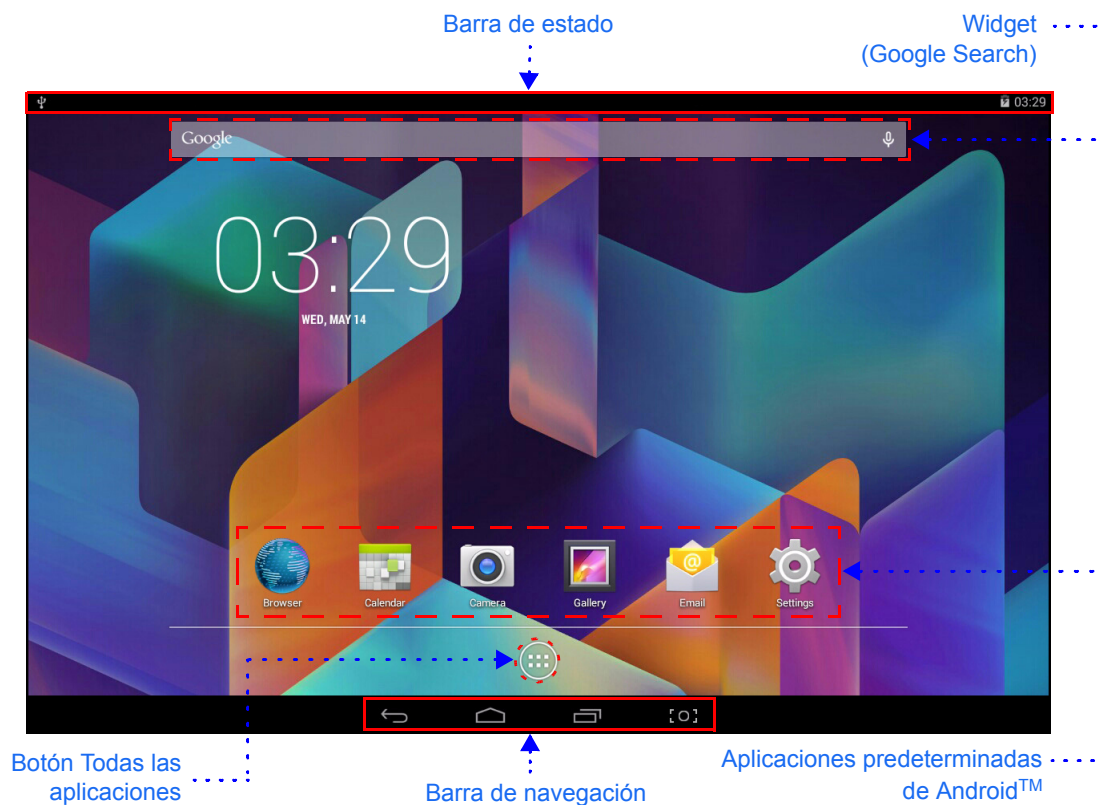 Barra de estado
Widget
(Google Search)
03:29
Google
03:29
WED, MAY 14
Browser
Calendar
Camera
Gallery
Email
Settings
Botón Todas las
aplicaciones
Barra de navegación
Aplicaciones predeterminadas
de Android™